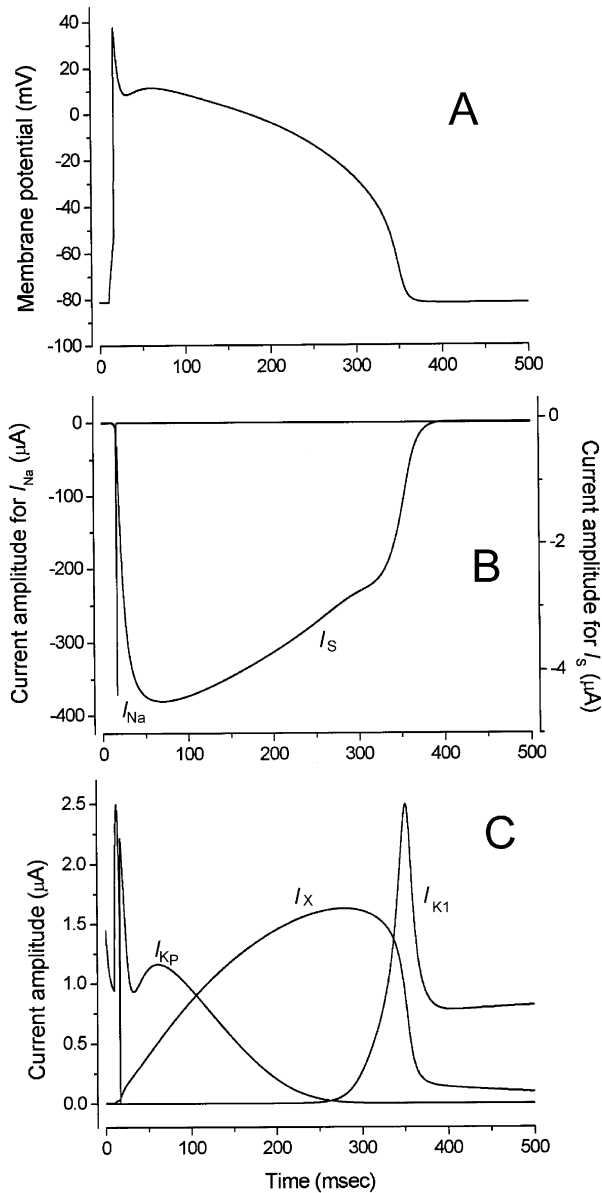 40
20
0
-20
-40
-60
-80
-100
Membrane potential (mV)
A
0 100 200 300 400 500
0
-100
-200
-300
-400
Current amplitude for I_Na (μA)
0
-2
-4
Current amplitude for I_S (μA)
B
I_S
I_Na
0 100 200 300 400 500
2.5
2.0
1.5
1.0
0.5
0.0
Current amplitude (μA)
C
I_X
I_K1
I_KP
0 100 200 300 400 500
Time (msec)